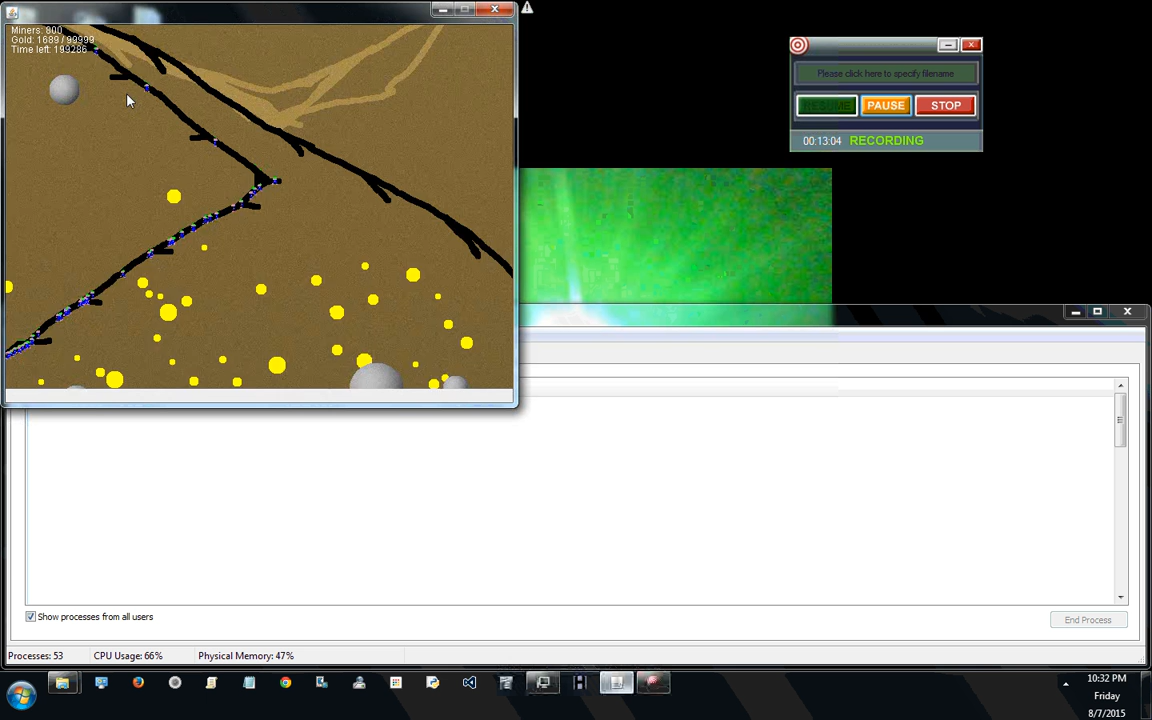 Miners: 800
Gold: 1689 / 99999
Time left: 199286
Please click here to specify filename
RESUME
PAUSE
STOP
00:13:04 RECORDING
Show processes from all users
End Process
Processes: 53
CPU Usage: 66%
Physical Memory: 47%
10:32 PM
Friday
8/7/2015